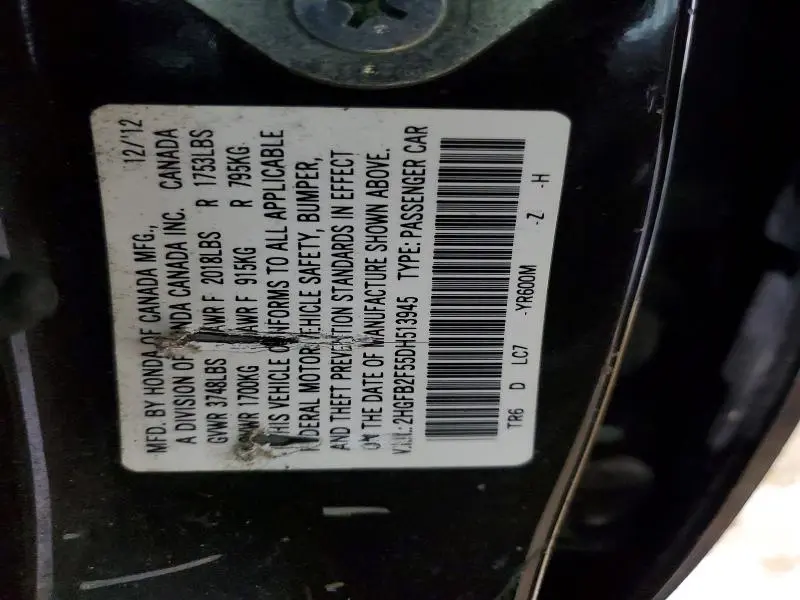 MFD. BY HONDA OF CANADA MFG., 12/'12
A DIVISION OF HONDA CANADA INC. CANADA
GVWR 3748LBS GAWR F 2018LBS R 1753LBS
GVWR 1700KG GAWR F 915KG R 795KG
THIS VEHICLE CONFORMS TO ALL APPLICABLE
FEDERAL MOTOR VEHICLE SAFETY, BUMPER,
AND THEFT PREVENTION STANDARDS IN EFFECT
ON THE DATE OF MANUFACTURE SHOWN ABOVE.
V.I.N.: 2HGFB2F55DH513945 TYPE: PASSENGER CAR
TR6 D LC7 -YR600M -Z -H